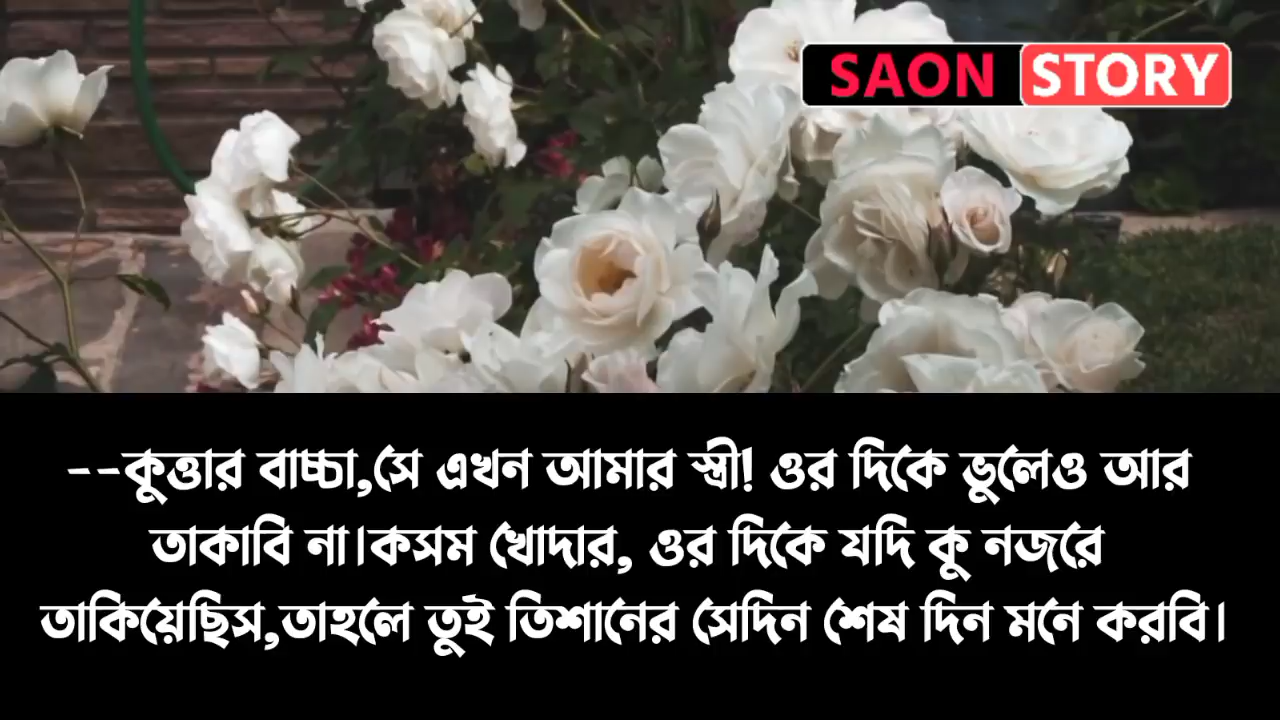 SAON STORY
--কুত্তার বাচ্চা,সে এখন আমার স্ত্রী! ওর দিকে ভুলেও আর
তাকাবি না।কসম খোদার, ওর দিকে যদি কু নজরে
তাকিয়েছিস,তাহলে তুই তিশানের সেদিন শেষ দিন মনে করবি।